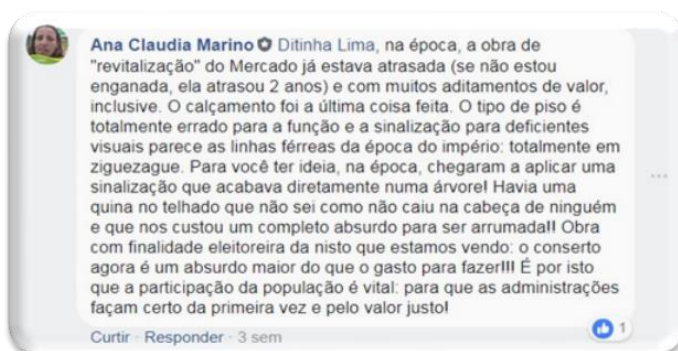 Ana Claudia Marino Ditinha Lima, na época, a obra de
"revitalização" do Mercado já estava atrasada (se não estou
enganada, ela atrasou 2 anos) e com muitos aditamentos de valor,
inclusive. O calçamento foi a última coisa feita. O tipo de piso é
totalmente errado para a função e a sinalização para deficientes
visuais parece as linhas férreas da época do império: totalmente em
ziguezague. Para você ter ideia, na época, chegaram a aplicar uma
sinalização que acabava diretamente numa árvore! Havia uma
quina no telhado que não sei como não caiu na cabeça de ninguém
e que nos custou um completo absurdo para ser arrumada!! Obra
com finalidade eleitoreira da nisto que estamos vendo: o conserto
agora é um absurdo maior do que o gasto para fazer!!! É por isto
que a participação da população é vital: para que as administrações
façam certo da primeira vez e pelo valor justo!
1
Curtir · Responder · 3 sem